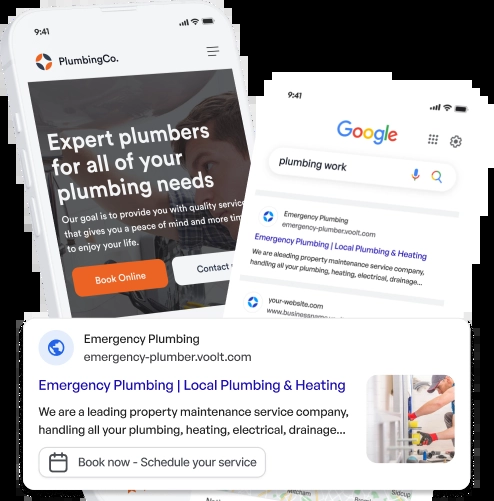 9:41
PlumbingCo.
Expert plumbers
for all of your
plumbing needs
Our goal is to provide you with quality service
that gives you a peace of mind and more tim
to enjoy your life.
Book Online
Contact
9:41
Google
plumbing work
Emergency Plumbing
emergency-plumber.voolt.com
Emergency Plumbing | Local Plumbing & Heating
We are aleading property maintenance service company,
handling all your plumbing, heating, electrical, drainage...
your-website.com
www.businessname
Emergency Plumbing
emergency-plumber.voolt.com
Emergency Plumbing | Local Plumbing & Heating
We are a leading property maintenance service company,
handling all your plumbing, heating, electrical, drainage...
Book now - Schedule your service
Sidcup